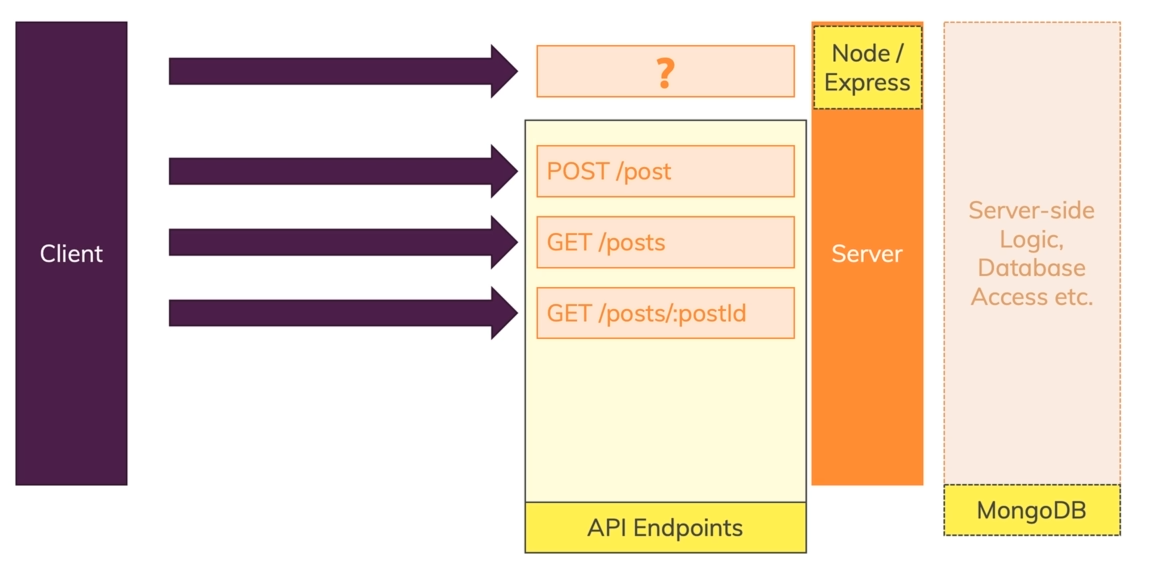 Client
?
POST /post
GET /posts
GET /posts/:postId
API Endpoints
Node /
Express
Server
Server-side
Logic,
Database
Access etc.
MongoDB